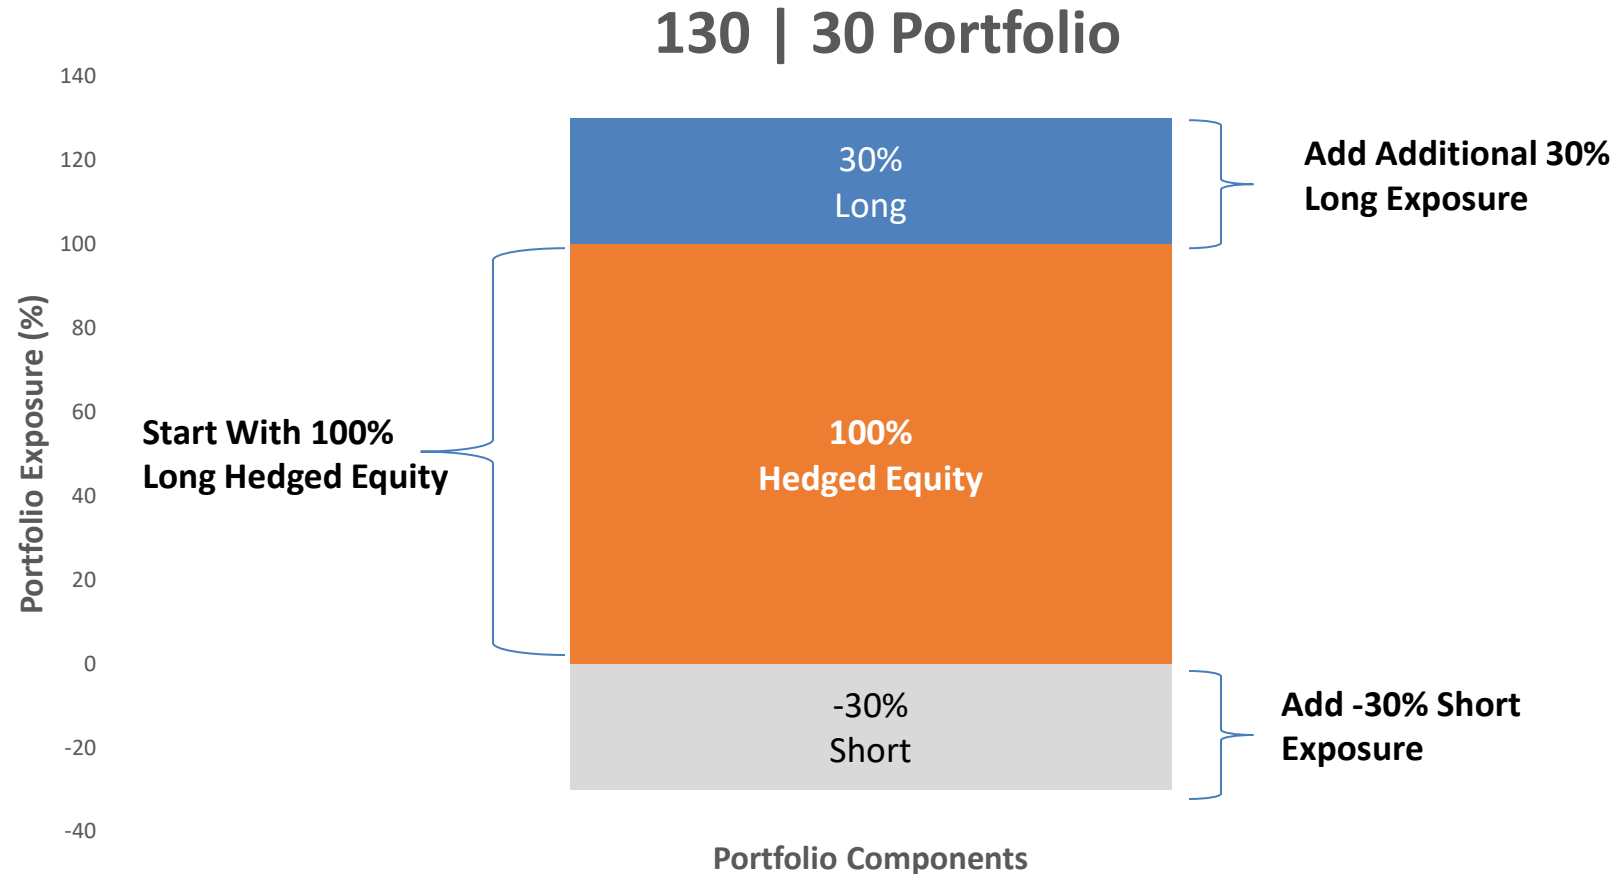 130 | 30 Portfolio
140
120
100
80
60
40
20
0
-20
-40
Portfolio Exposure (%)
Start With 100%
Long Hedged Equity
30%
Long
100%
Hedged Equity
-30%
Short
Add Additional 30%
Long Exposure
Add -30% Short
Exposure
Portfolio Components